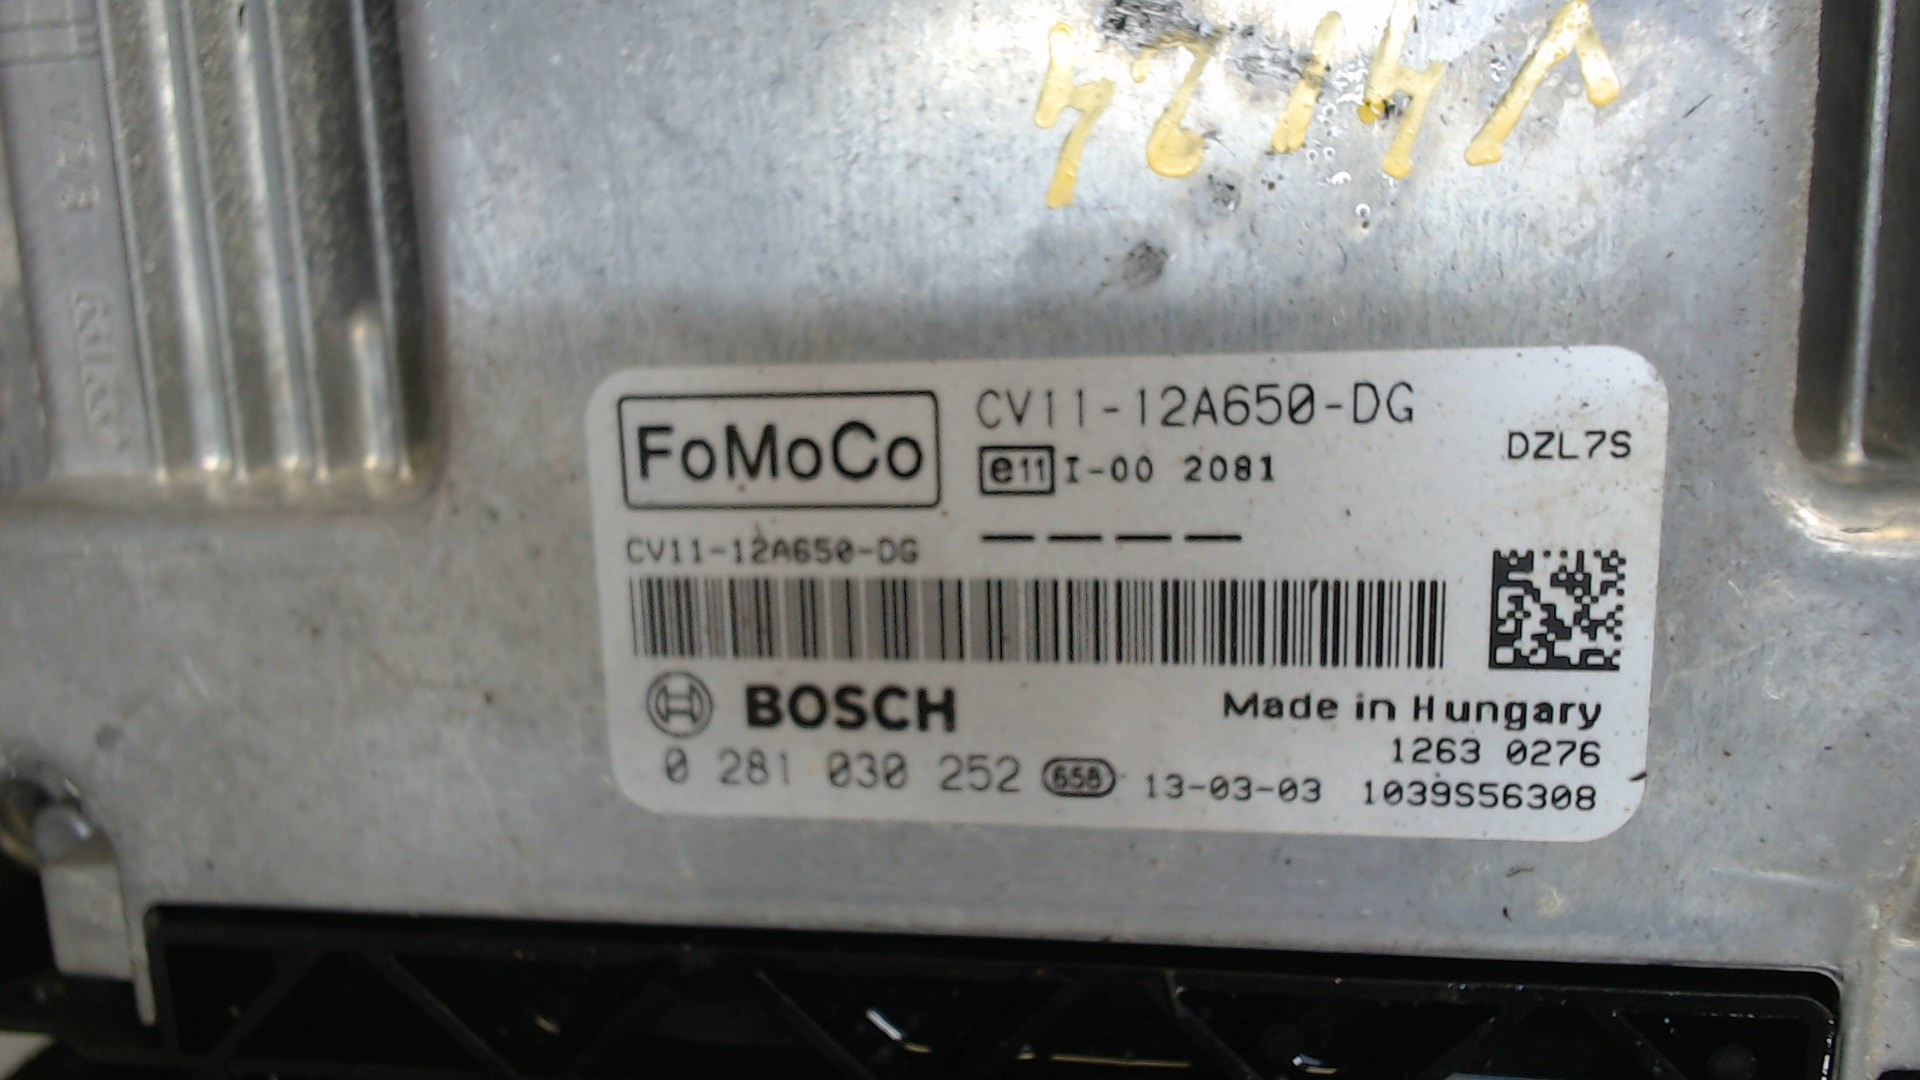 V4124
FoMoCo
CV11-12A650-DG
DZL7S
e11 I-00 2081
CV11-12A650-DG
----
BOSCH
Made in Hungary
1263 0276
0 281 030 252 658 13-03-03 1039S56308